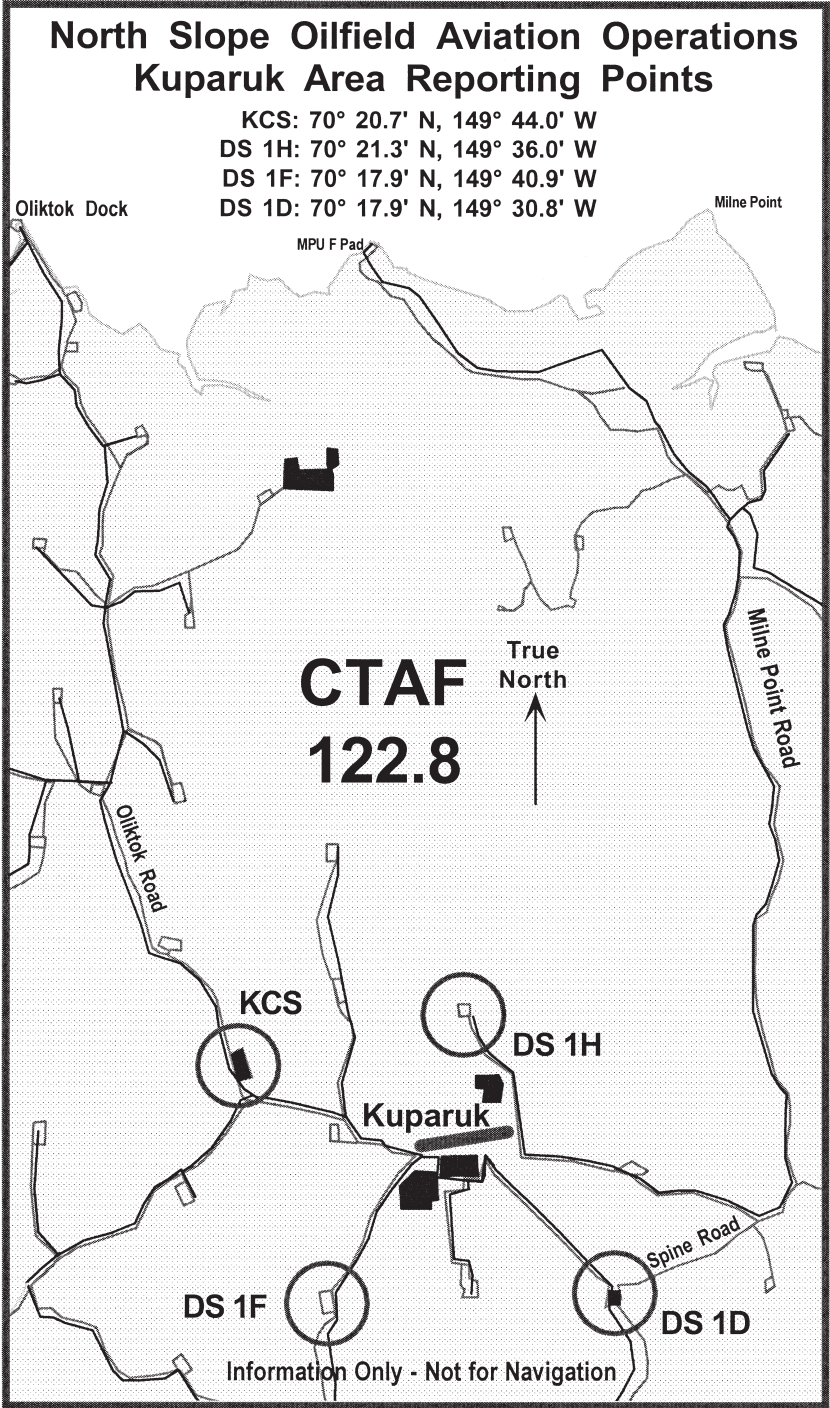 North Slope Oilfield Aviation Operations
Kuparuk Area Reporting Points
KCS: 70° 20.7' N, 149° 44.0' W
DS 1H: 70° 21.3' N, 149° 36.0' W
DS 1F: 70° 17.9' N, 149° 40.9' W
DS 1D: 70° 17.9' N, 149° 30.8' W
Oliktok Dock
Milne Point
MPU F Pad
CTAF
122.8
True
North
Milne Point Road
Oliktok Road
KCS
DS 1H
Kuparuk
Spine Road
DS 1F
DS 1D
Information Only - Not for Navigation